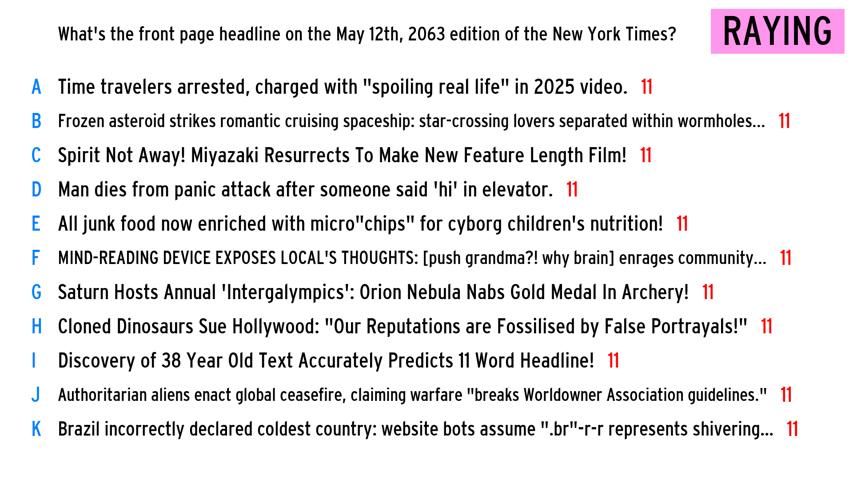 What's the front page headline on the May 12th, 2063 edition of the New York Times?
RAYING
A Time travelers arrested, charged with "spoiling real life" in 2025 video. 11
B Frozen asteroid strikes romantic cruising spaceship: star-crossing lovers separated within wormholes... 11
C Spirit Not Away! Miyazaki Resurrects To Make New Feature Length Film! 11
D Man dies from panic attack after someone said 'hi' in elevator. 11
E All junk food now enriched with micro"chips" for cyborg children's nutrition! 11
F MIND-READING DEVICE EXPOSES LOCAL'S THOUGHTS: [push grandma?! why brain] enrages community... 11
G Saturn Hosts Annual 'Intergalympics': Orion Nebula Nabs Gold Medal In Archery! 11
H Cloned Dinosaurs Sue Hollywood: "Our Reputations are Fossilised by False Portrayals!" 11
I Discovery of 38 Year Old Text Accurately Predicts 11 Word Headline! 11
J Authoritarian aliens enact global ceasefire, claiming warfare "breaks Worldowner Association guidelines." 11
K Brazil incorrectly declared coldest country: website bots assume ".br"-r-r represents shivering... 11